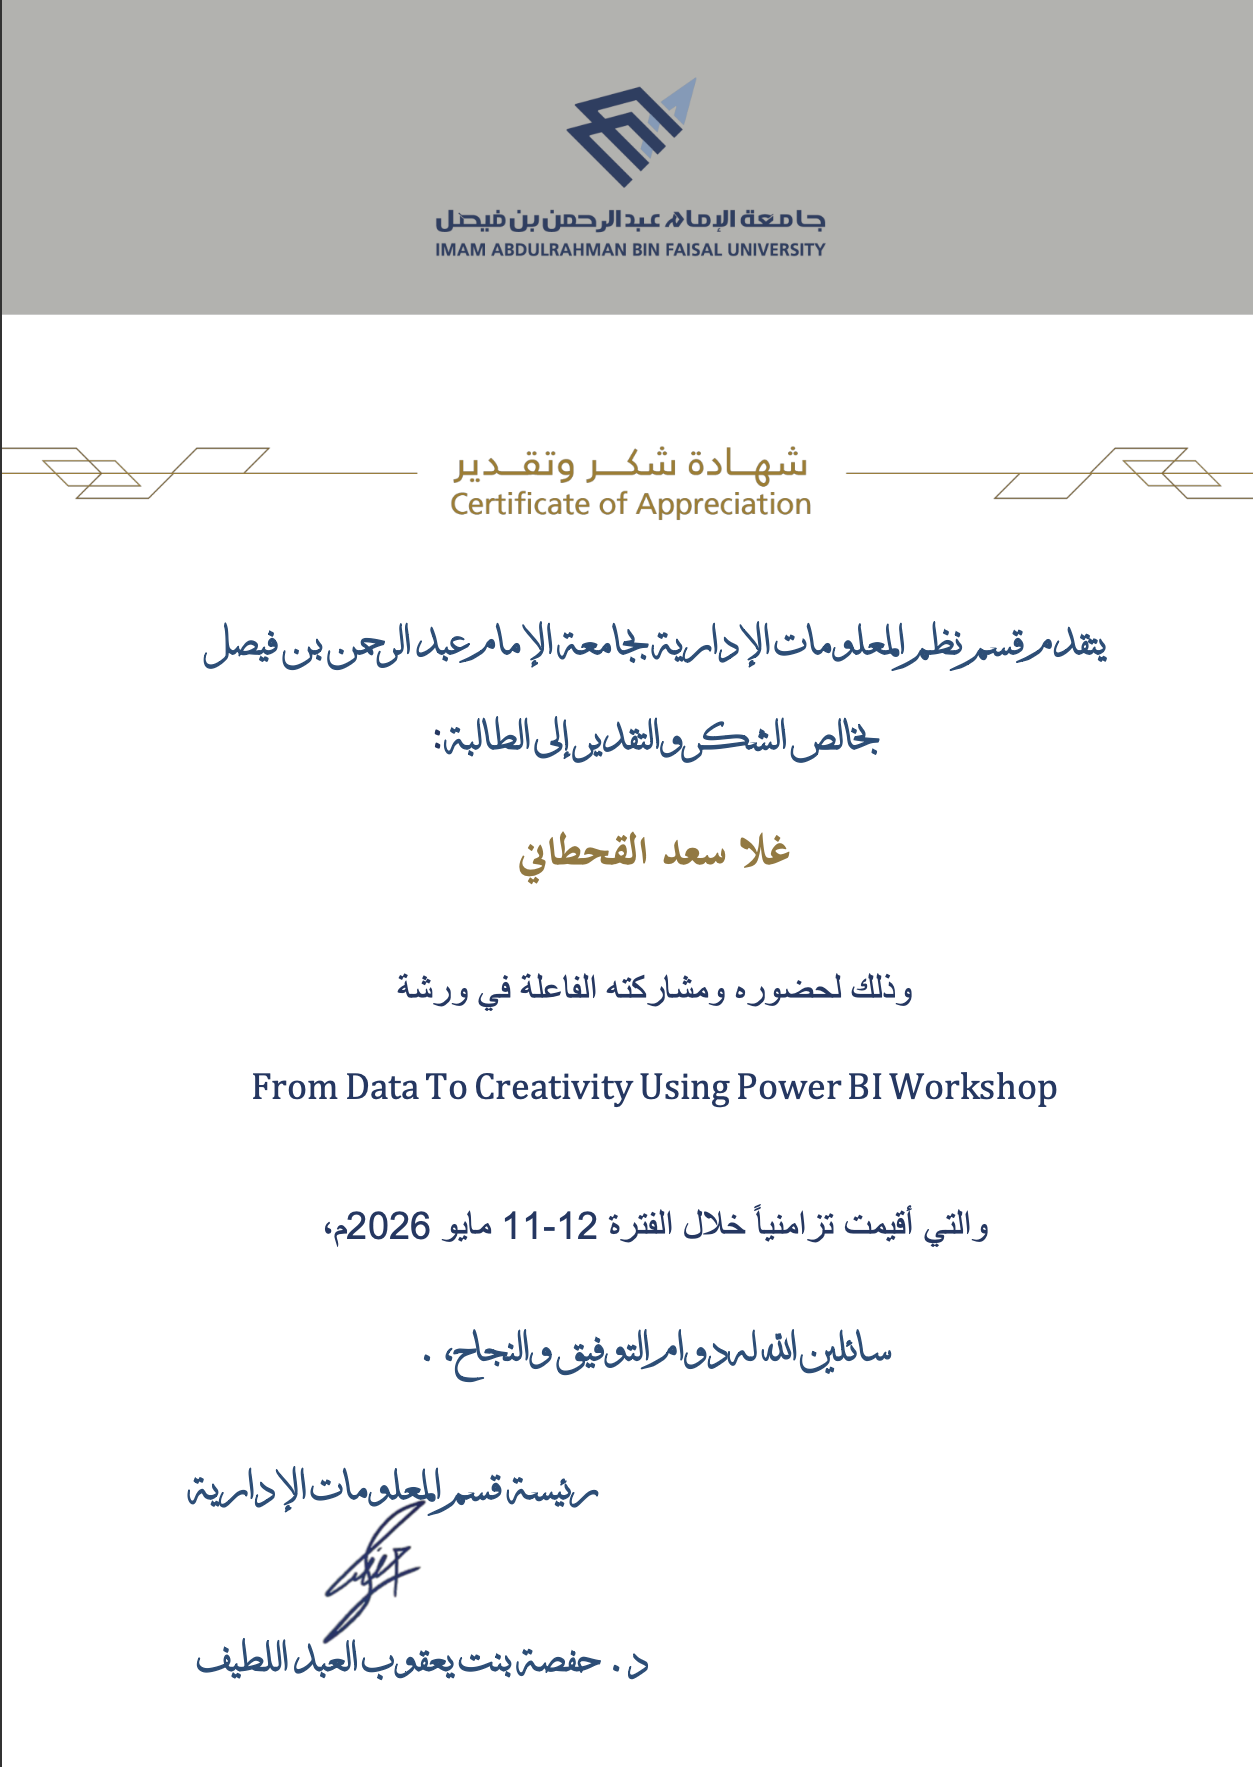 جامعة الإمام عبدالرحمن بن فيصل
IMAM ABDULRAHMAN BIN FAISAL UNIVERSITY
شهادة شكر وتقدير
Certificate of Appreciation
يتقدم قسم نظم المعلومات الإدارية بجامعة الإمام عبد الرحمن بن فيصل
بخالص الشكر والتقدير إلى الطالبة:
غلا سعد القحطاني
وذلك لحضوره ومشاركته الفاعلة في ورشة
From Data To Creativity Using Power BI Workshop
والتي أقيمت تزامنياً خلال الفترة 12-11 مايو 2026م،
سائلين الله له دوام التوفيق والنجاح، .
رئيسة قسم المعلومات الإدارية
د. حفصة بنت يعقوب العبد اللطيف